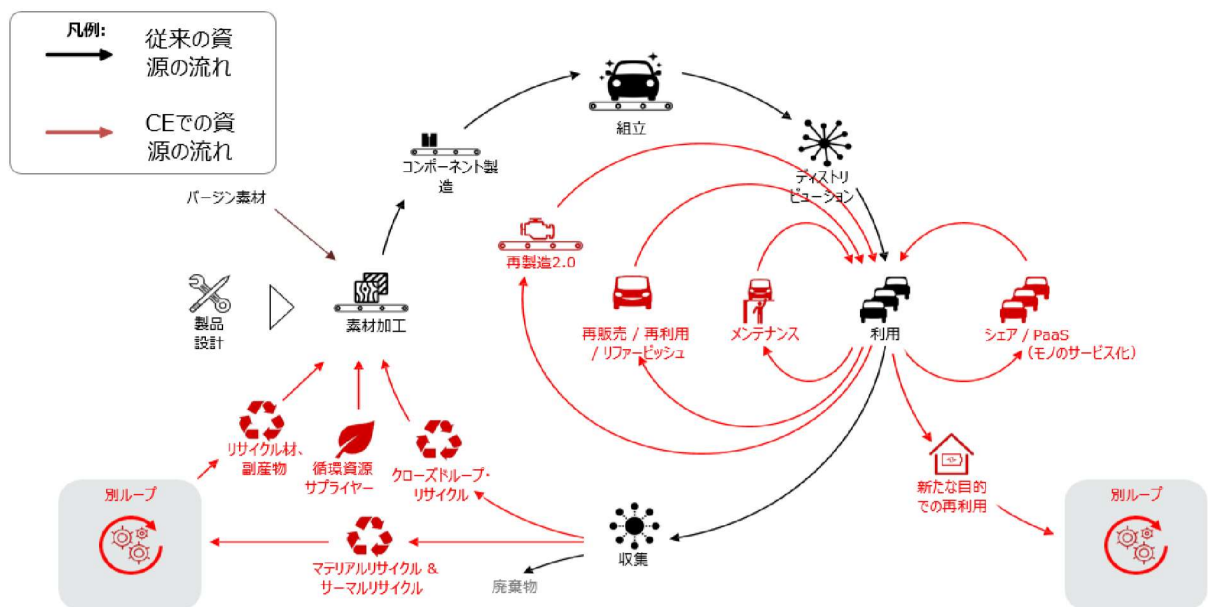 凡例:
従来の資
源の流れ
CEでの資
源の流れ
組立
コンポーネント製
造
ディストリ
ビューション
バージン素材
再製造2.0
製品
設計
素材加工
再販売 / 再利用
/ リファービッシュ
メンテナンス
利用
シェア / PaaS
（モノのサービス化）
リサイクル材、
副産物
循環資源
サプライヤー
クローズドループ・
リサイクル
新たな目的
での再利用
別ループ
別ループ
収集
マテリアルリサイクル &
サーマルリサイクル
廃棄物